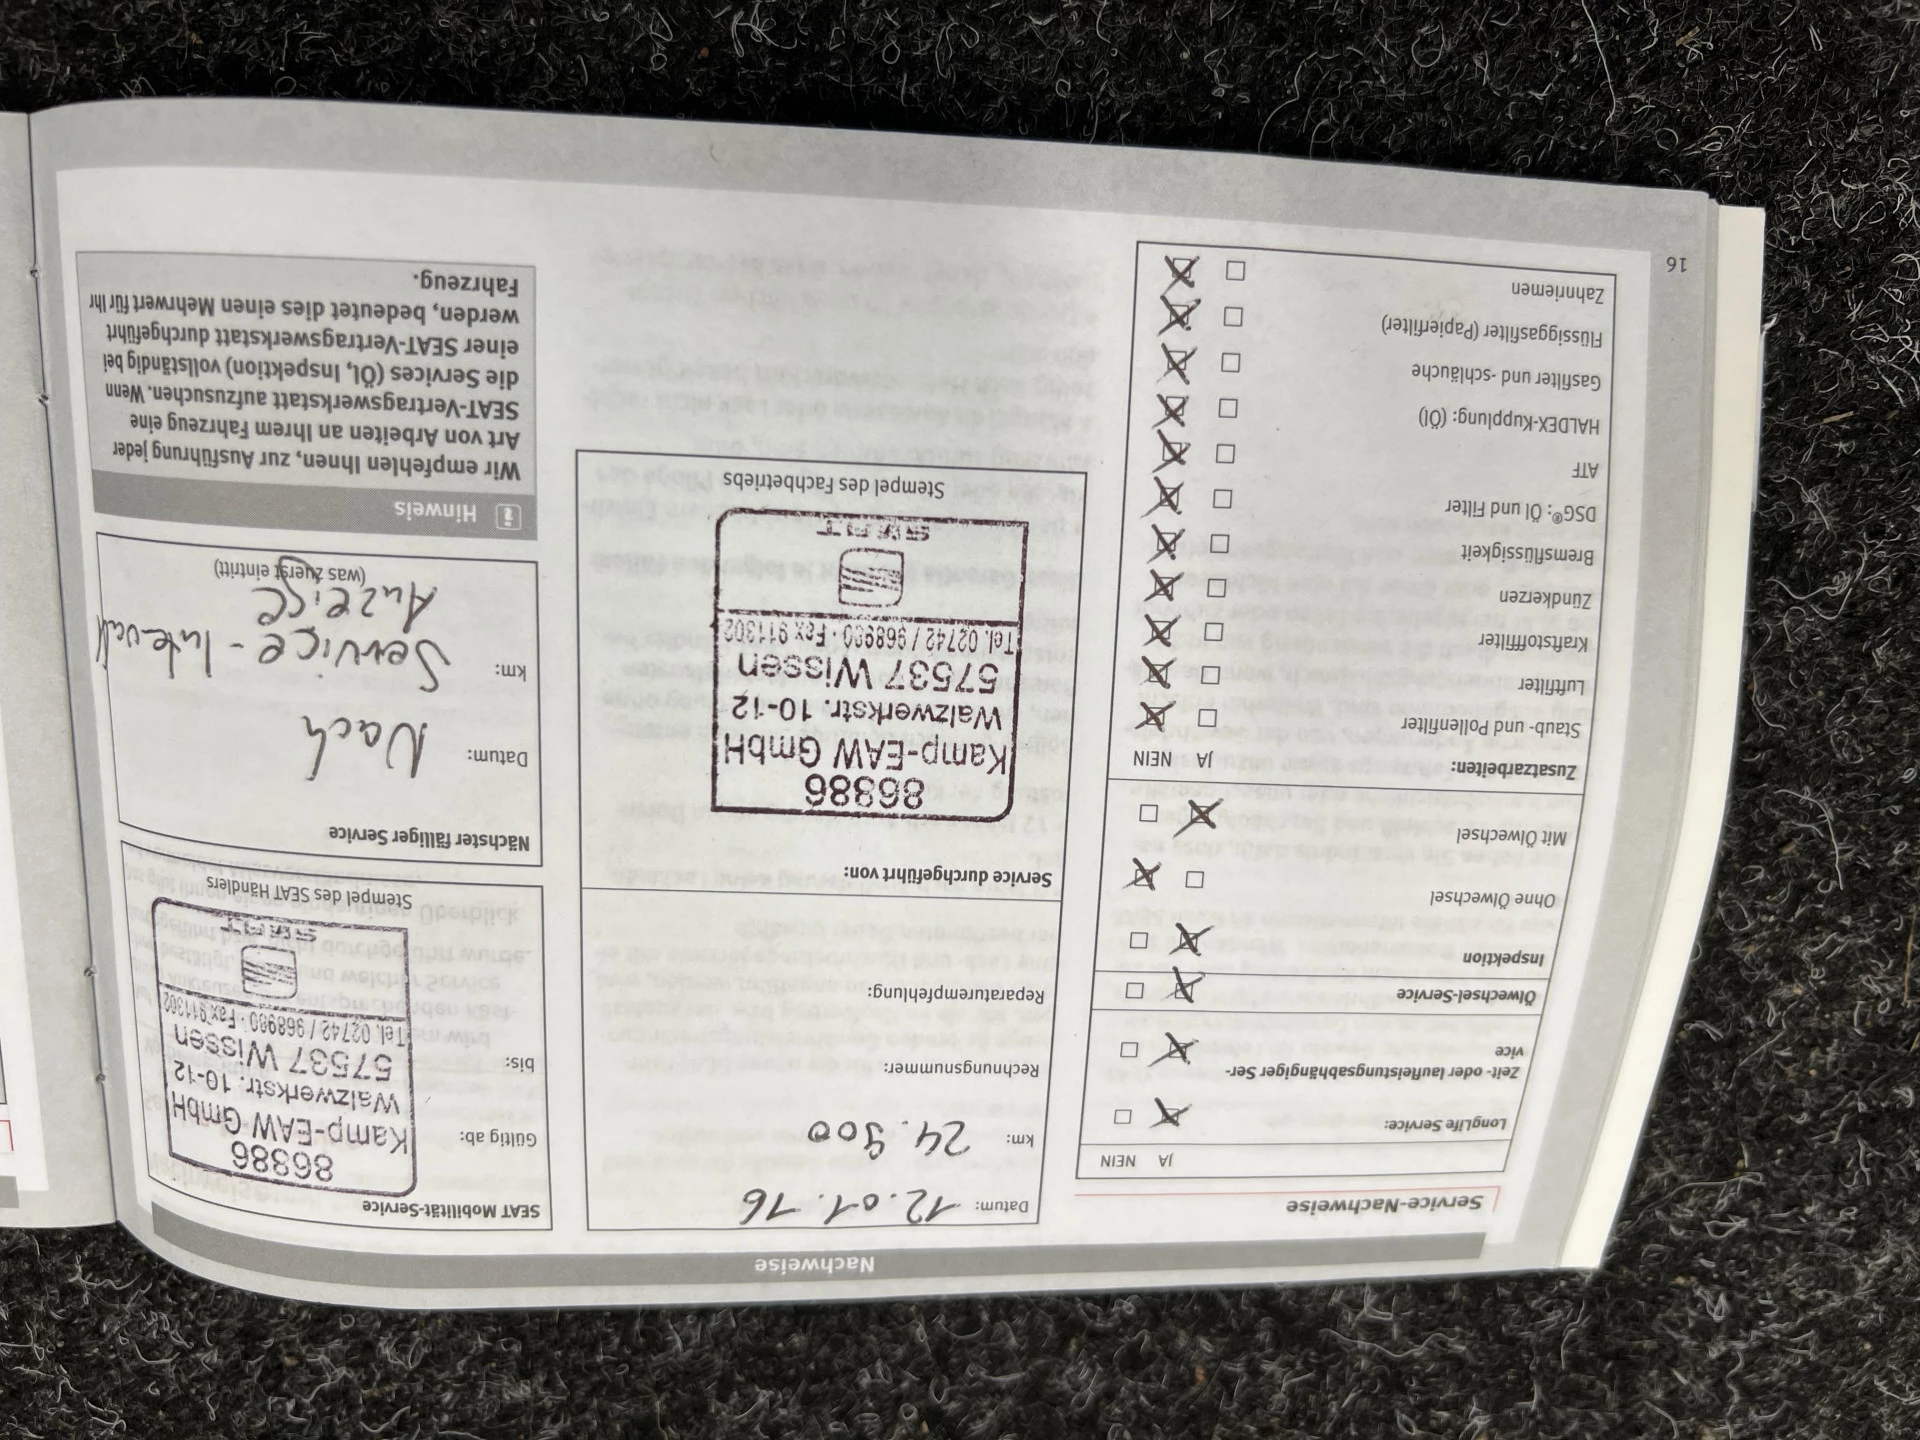 Nachweise
Service-Nachweise
JA NEIN
LongLife Service:
Zeit- oder laufleistungsabhängiger Ser-
vice
Ölwechsel-Service
Inspektion
Ohne Ölwechsel
Mit Ölwechsel
Zusatzarbeiten: JA NEIN
Staub- und Pollenfilter
Luftfilter
Kraftstofffilter
Zündkerzen
Bremsflüssigkeit
DSG®: Öl und Filter
ATF
HALDEX-Kupplung: (Öl)
Gasfilter und -schläuche
Flüssiggasfilter (Papierfilter)
Zahnriemen
16
Datum: 12.01.16
km: 24.900
Rechnungsnummer:
Reparaturempfehlung:
Service durchgeführt von:
86386
Kamp-EAW GmbH
Walzwerkstr. 10-12
57537 Wissen
Tel. 02742 / 968980 · Fax 911302
SEAT
Stempel des Fachbetriebs
SEAT Mobilität-Service
Gültig ab:
bis:
86386
Kamp-EAW GmbH
Walzwerkstr. 10-12
57537 Wissen
Tel. 02742 / 968980 · Fax 911302
SEAT
Stempel des SEAT Händlers
Nächster fälliger Service
Datum: Nach
km: Service-Intervall
Anzeige
(was zuerst eintritt)
i Hinweis
Wir empfehlen Ihnen, zur Ausführung jeder
Art von Arbeiten an Ihrem Fahrzeug eine
SEAT-Vertragswerkstatt aufzusuchen. Wenn
die Services (Öl, Inspektion) vollständig bei
einer SEAT-Vertragswerkstatt durchgeführt
werden, bedeutet dies einen Mehrwert für Ihr
Fahrzeug.